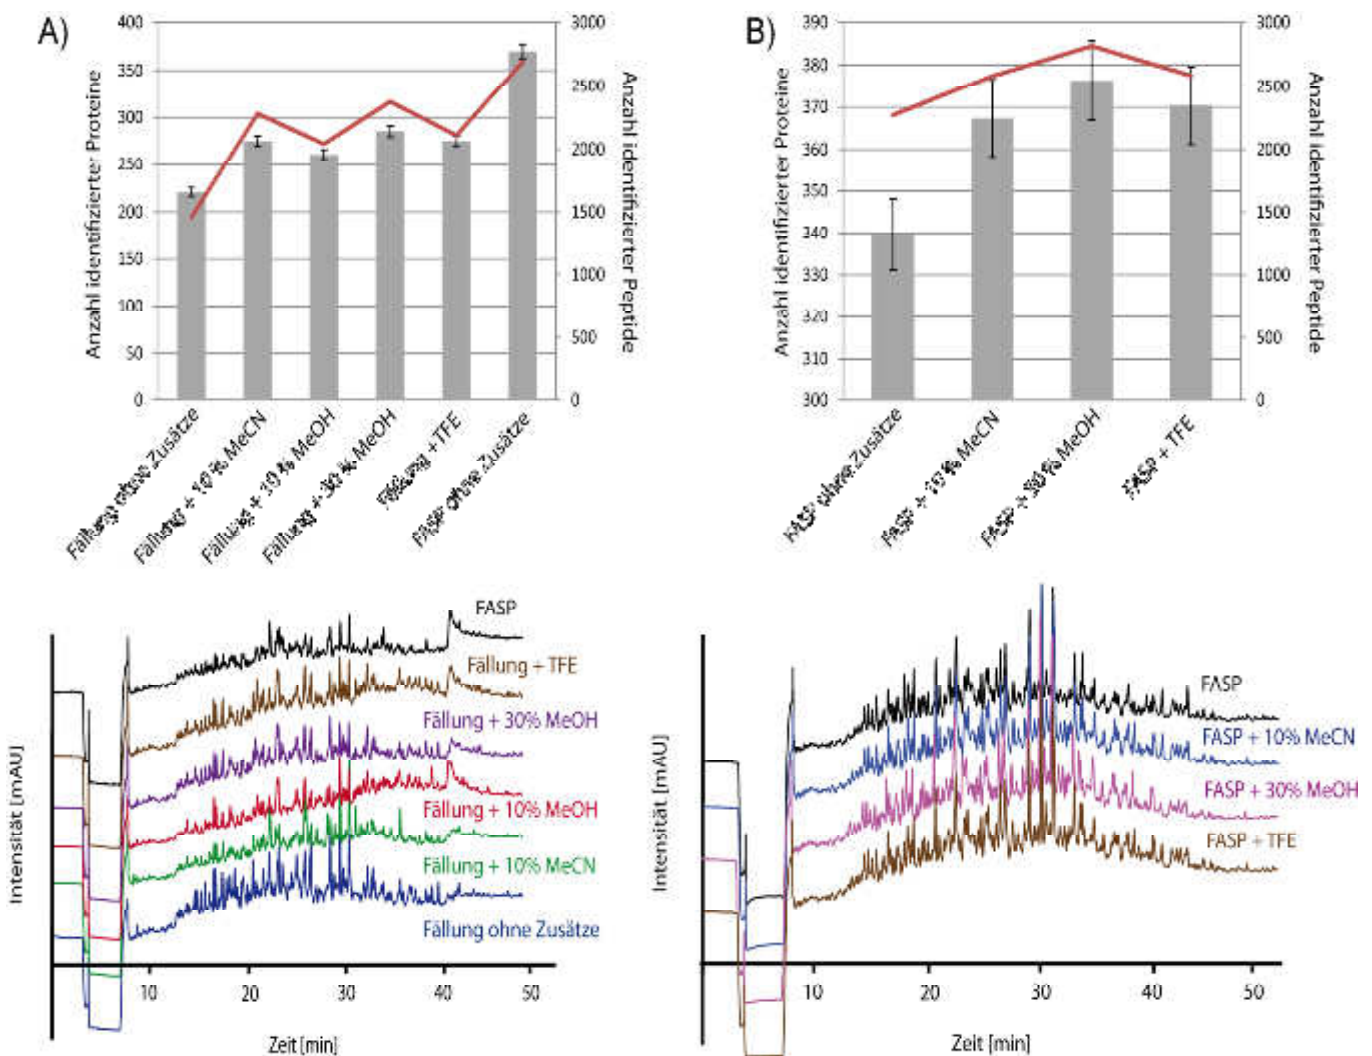 A)
400
350
300
250
200
150
100
50
0
Anzahl identifizierter Proteine
3000
2500
2000
1500
1000
500
0
Anzahl identifizierter Peptide
Fällung ohne Zusätze
Fällung + 10 % MeCN
Fällung + 10 % MeOH
Fällung + 30 % MeOH
Fällung +TFE
FASP ohne Zusätze
B)
390
380
370
360
350
340
330
320
310
300
Anzahl identifizierter Proteine
3000
2500
2000
1500
1000
500
0
Anzahl identifizierter Peptide
FASP ohne Zusätze
FASP + 10 % MeCN
FASP + 30 % MeOH
FASP + TFE
Intensität [mAU]
FASP
Fällung + TFE
Fällung + 30% MeOH
Fällung + 10% MeOH
Fällung + 10% MeCN
Fällung ohne Zusätze
10
20
30
40
50
Zeit [min]
Intensität [mAU]
FASP
FASP + 10% MeCN
FASP + 30% MeOH
FASP + TFE
10
20
30
40
50
Zeit [min]